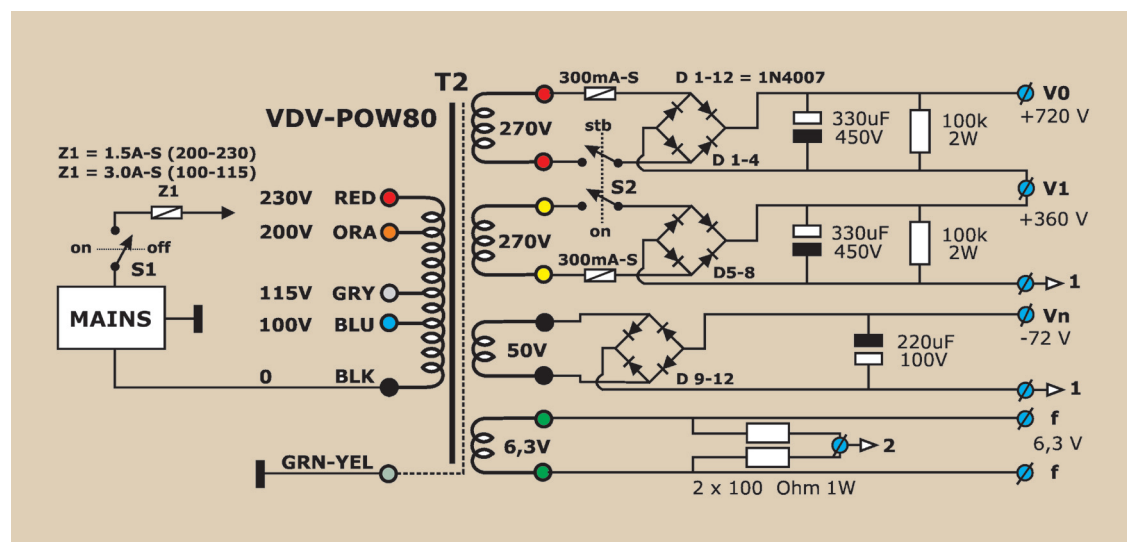 T2
VDV-POW80
Z1 = 1.5A-S (200-230)
Z1 = 3.0A-S (100-115)
Z1
on
off
S1
MAINS
230V RED
200V ORA
115V GRY
100V BLU
0 BLK
GRN-YEL
300mA-S
D 1-12 = 1N4007
270V
stb
D 1-4
S2
330uF
450V
100k
2W
V0
+720 V
V1
+360 V
270V
on
300mA-S
D5-8
330uF
450V
100k
2W
1
50V
D 9-12
220uF
100V
Vn
-72 V
1
6,3V
2
2 x 100 Ohm 1W
f
6,3 V
f